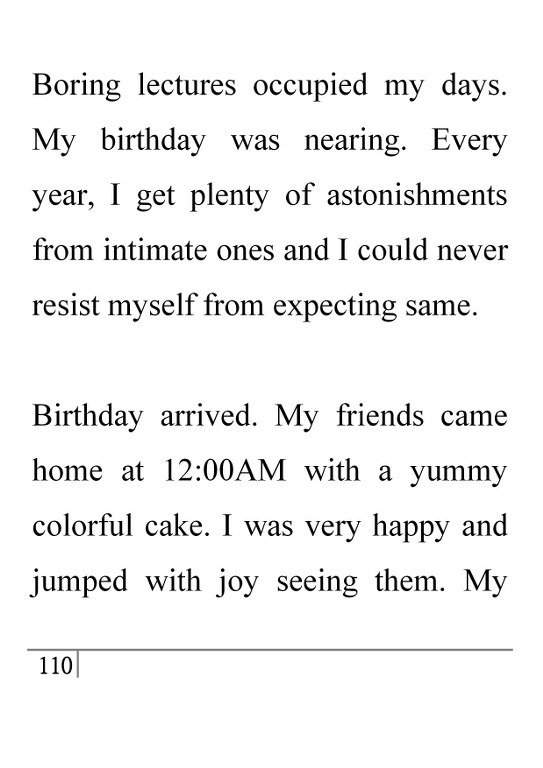 Boring lectures occupied my days.
My birthday was nearing. Every
year, I get plenty of astonishments
from intimate ones and I could never
resist myself from expecting same.
Birthday arrived. My friends came
home at 12:00AM with a yummy
colorful cake. I was very happy and
jumped with joy seeing them. My
110